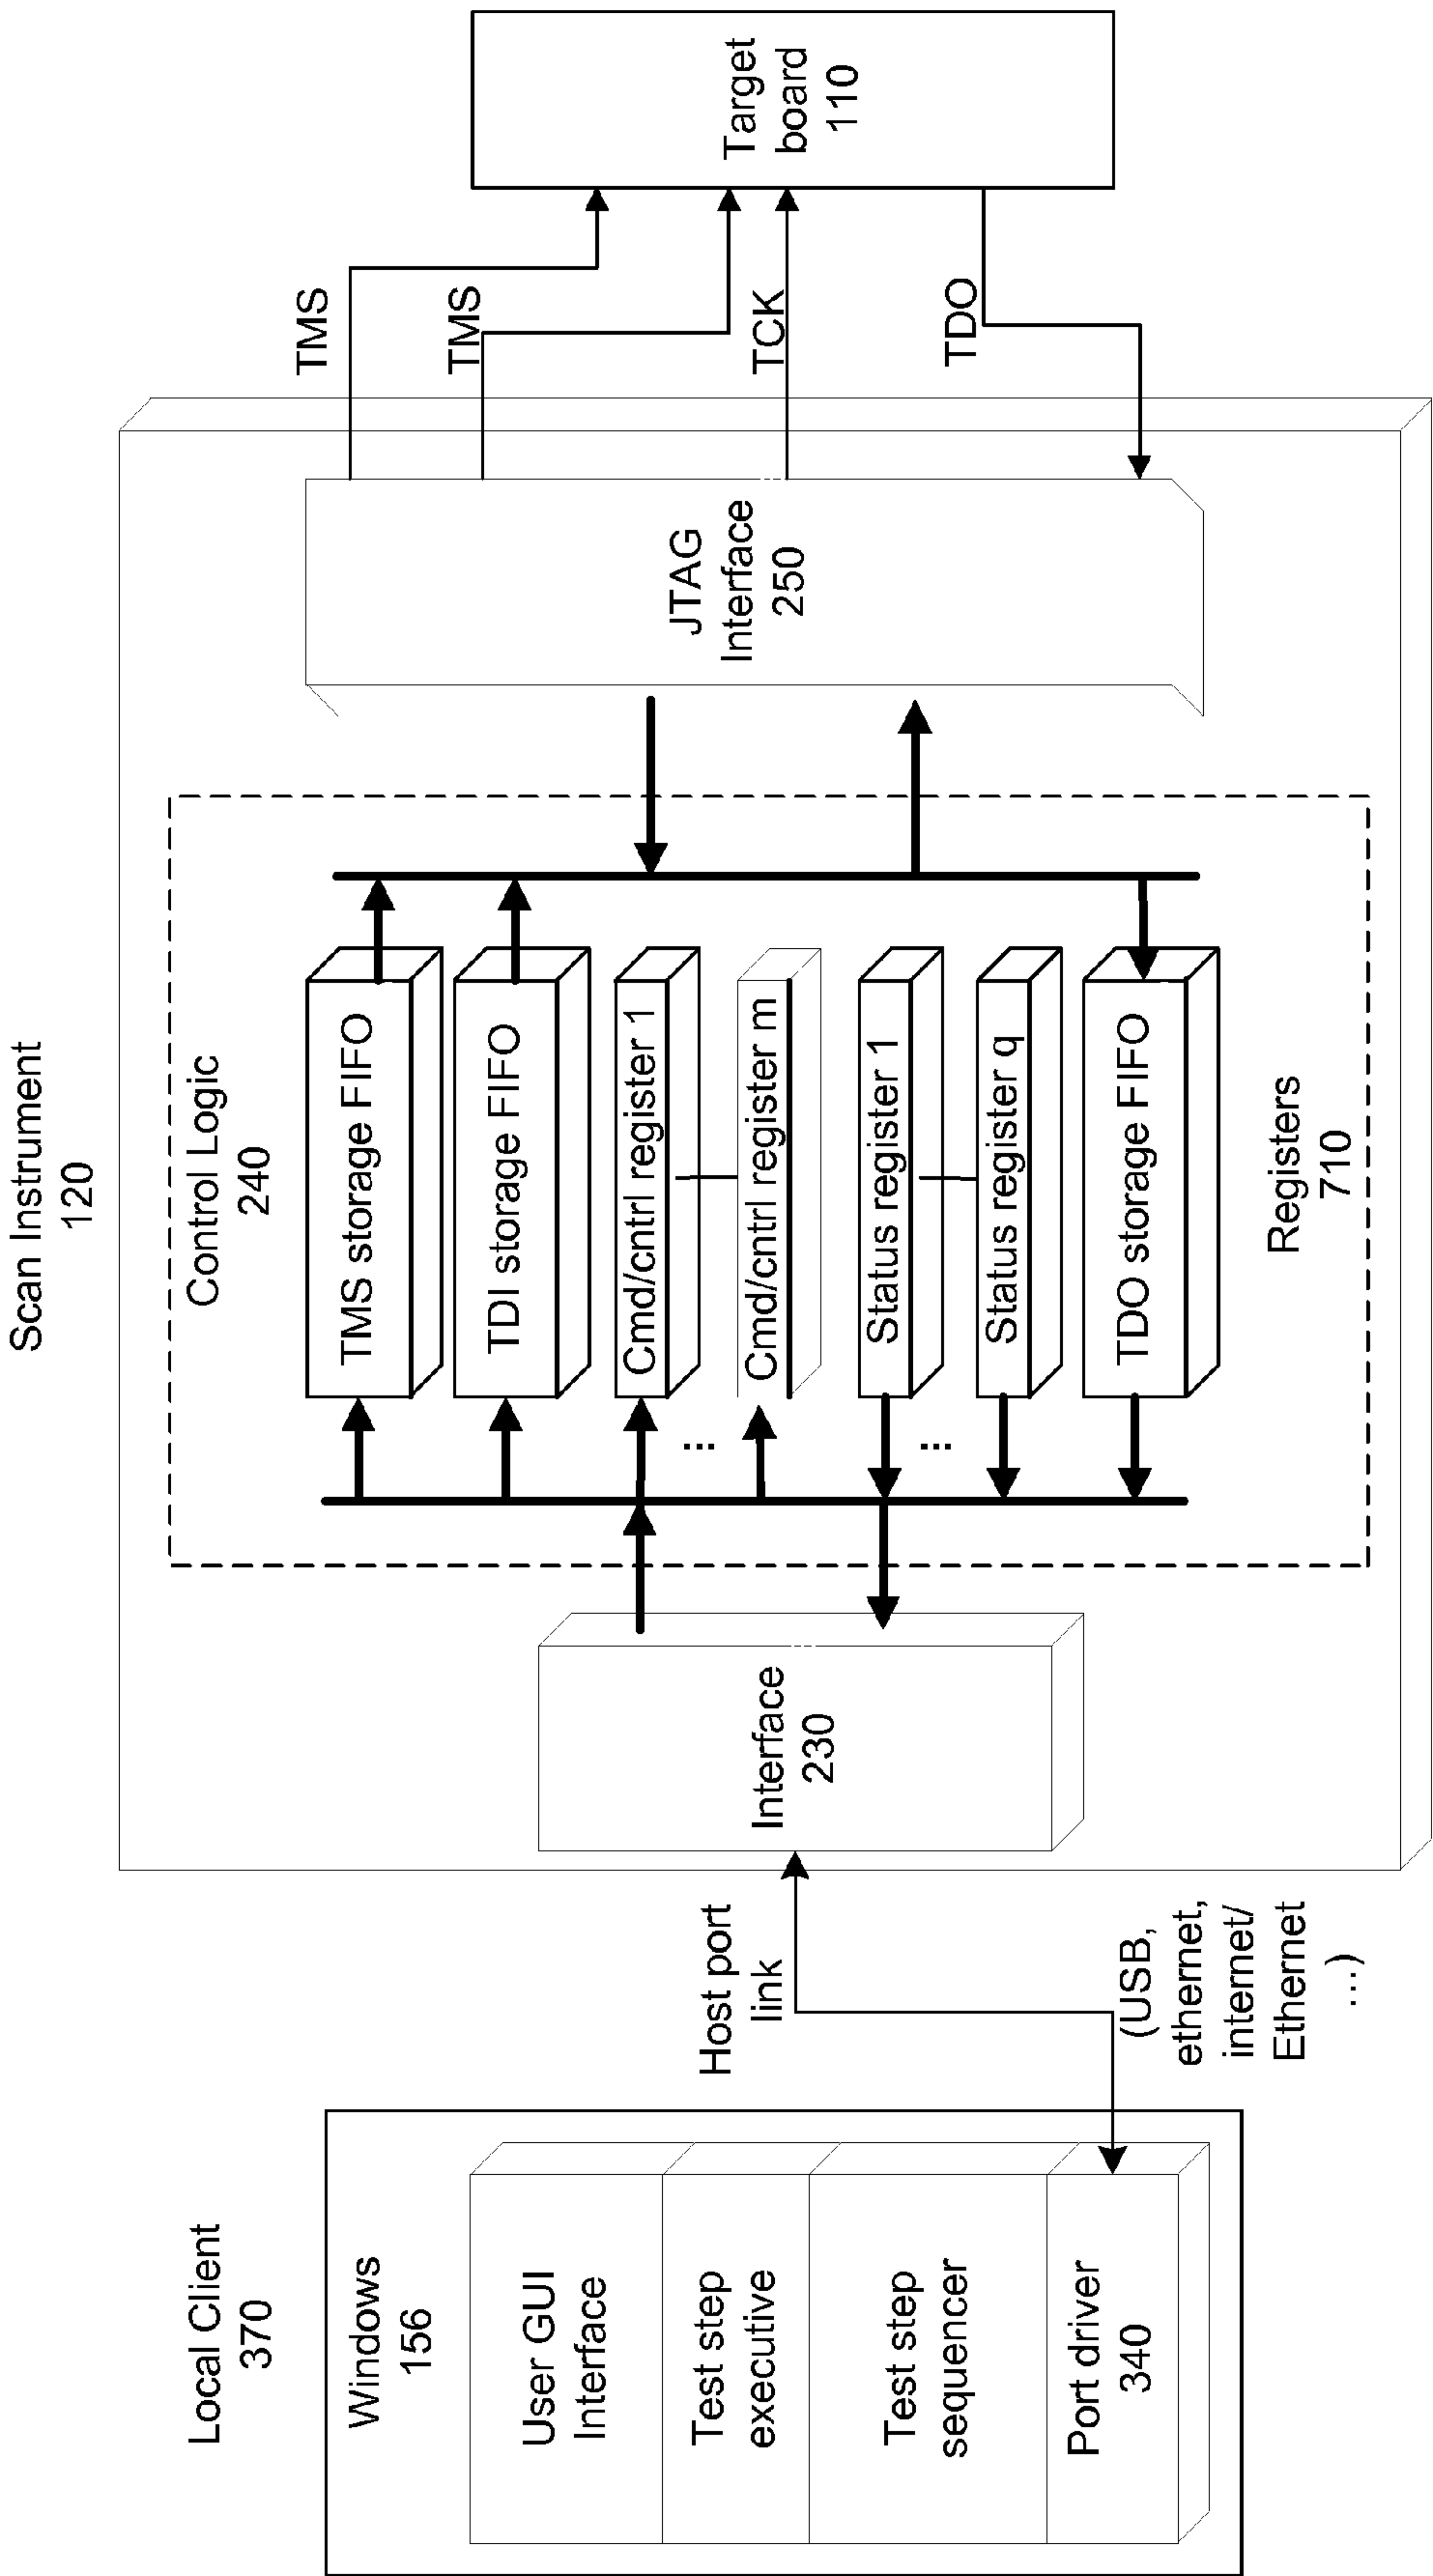 Scan Instrument
120
Local Client
370
Windows
156
User GUI
Interface
Test step
executive
Test step
sequencer
Port driver
340
Host port
link
(USB,
ethernet,
internet/
Ethernet
...)
Interface
230
Control Logic
240
TMS storage FIFO
TDI storage FIFO
Cmd/cntrl register 1
...
Cmd/cntrl register m
Status register 1
...
Status register q
TDO storage FIFO
Registers
710
JTAG
Interface
250
TMS
TMS
TCK
TDO
Target
board
110